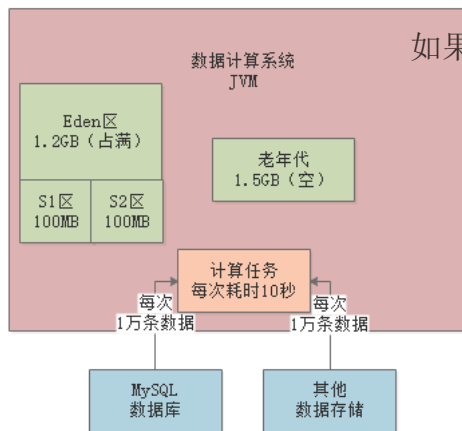 如果
数据计算系统
JVM
Eden区
1.2GB（占满）
S1区
100MB
S2区
100MB
老年代
1.5GB（空）
计算任务
每次耗时10秒
每次
1万条数据
每次
1万条数据
MySQL
数据库
其他
数据存储